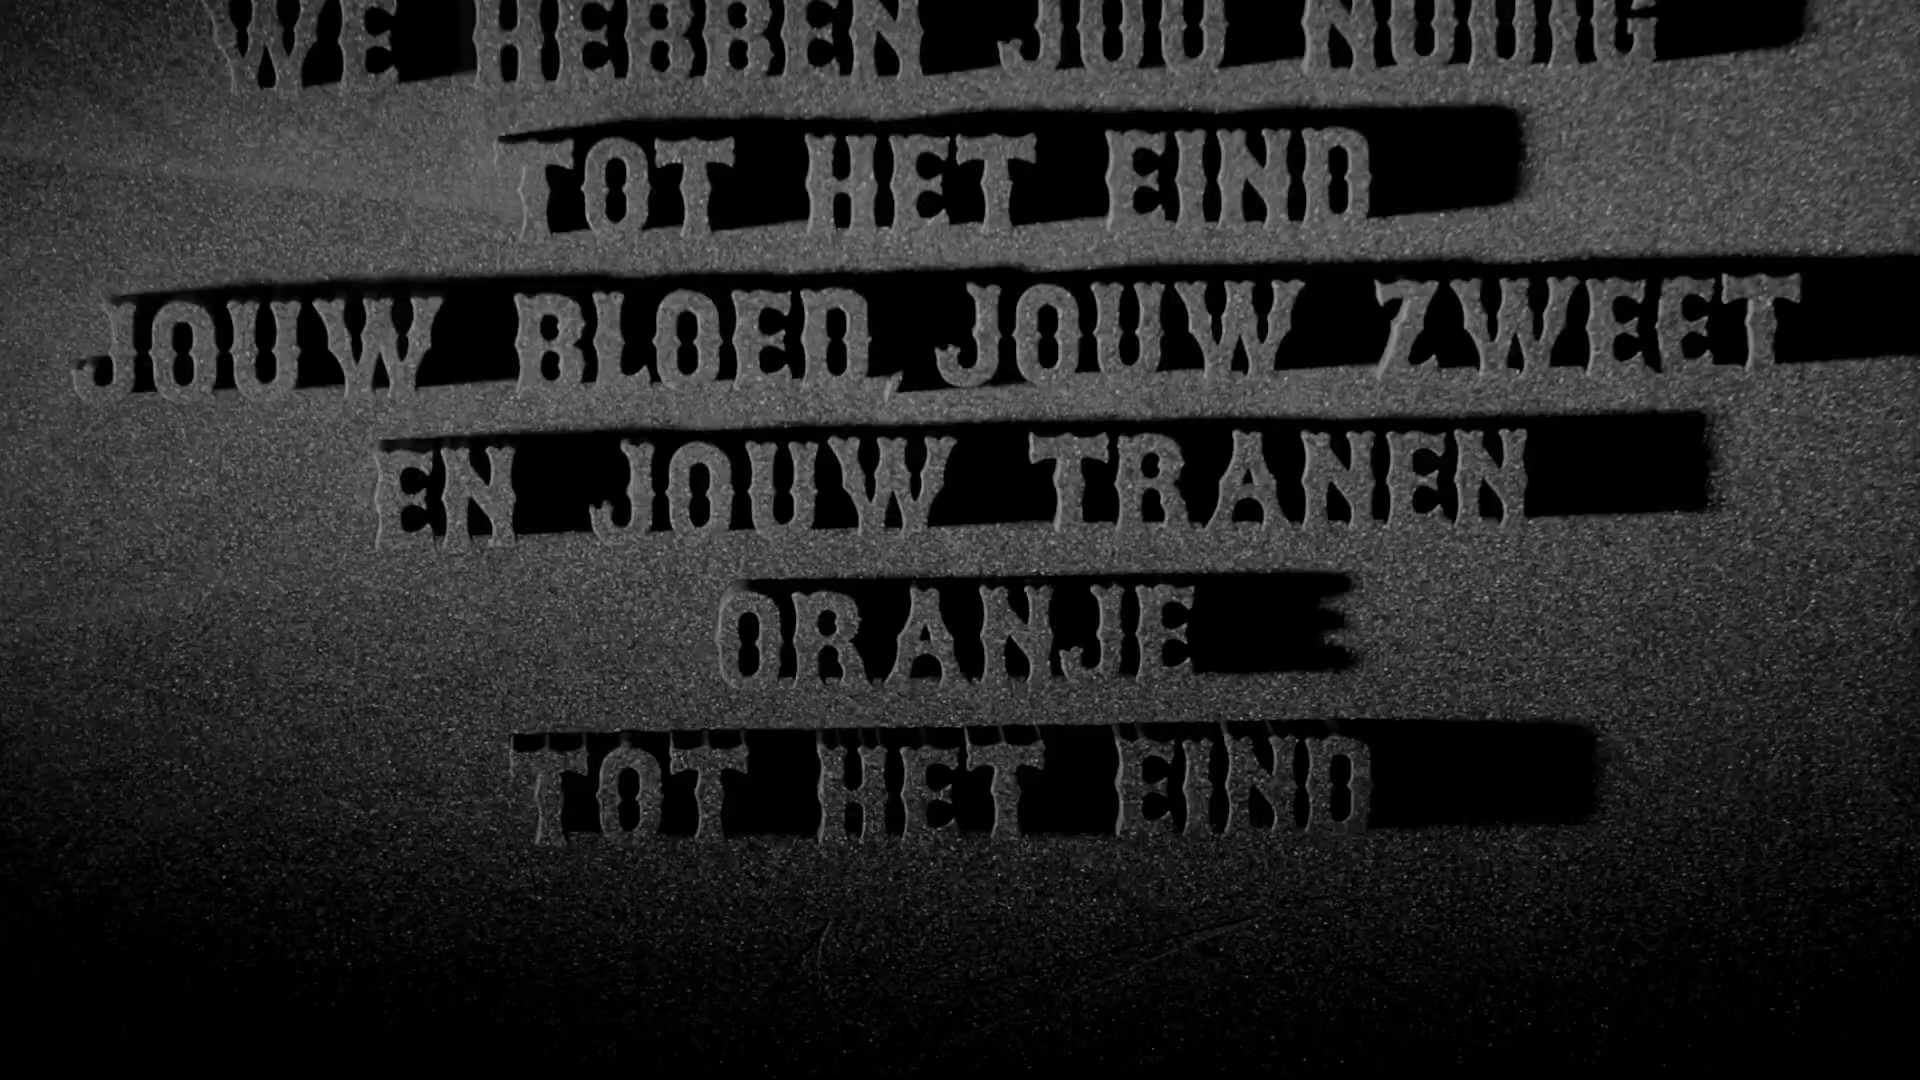 WE HEBBEN JOU NODIG
TOT HET EIND
JOUW BLOED, JOUW ZWEET
EN JOUW TRANEN
ORANJE
TOT HET EIND